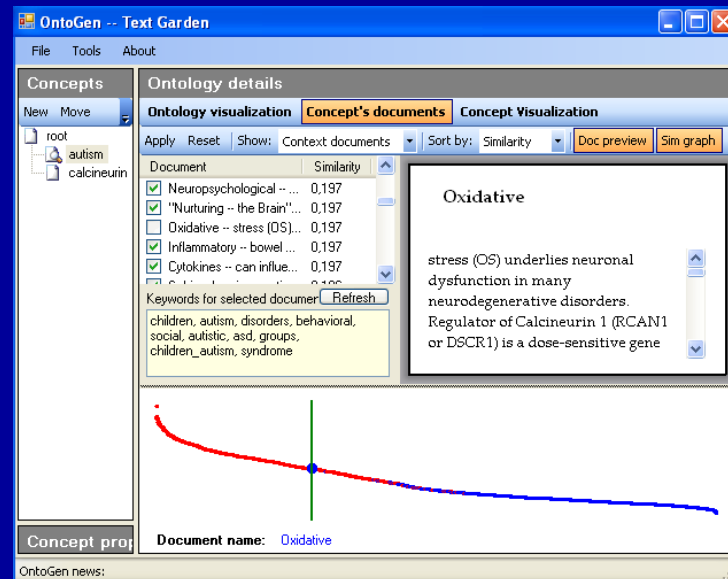 OntoGen -- Text Garden
File Tools About
Concepts
New Move
root
autism
calcineurin
Concept prop
Ontology details
Ontology visualization Concept's documents Concept Visualization
Apply Reset Show: Context documents Sort by: Similarity Doc preview Sim graph
Document Similarity
Neuropsychological -- ... 0,197
"Nurturing -- the Brain"... 0,197
Oxidative -- stress (OS)... 0,197
Inflammatory -- bowel ... 0,197
Cytokines -- can influe... 0,197
Keywords for selected documer Refresh
children, autism, disorders, behavioral,
social, autistic, asd, groups,
children_autism, syndrome
Oxidative
stress (OS) underlies neuronal
dysfunction in many
neurodegenerative disorders.
Regulator of Calcineurin 1 (RCAN1
or DSCR1) is a dose-sensitive gene
Document name: Oxidative
OntoGen news: